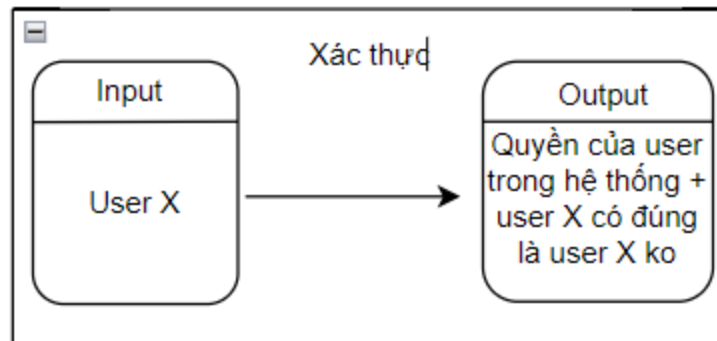 Xác thực
Input
User X
Output
Quyền của user
trong hệ thống +
user X có đúng
là user X ko